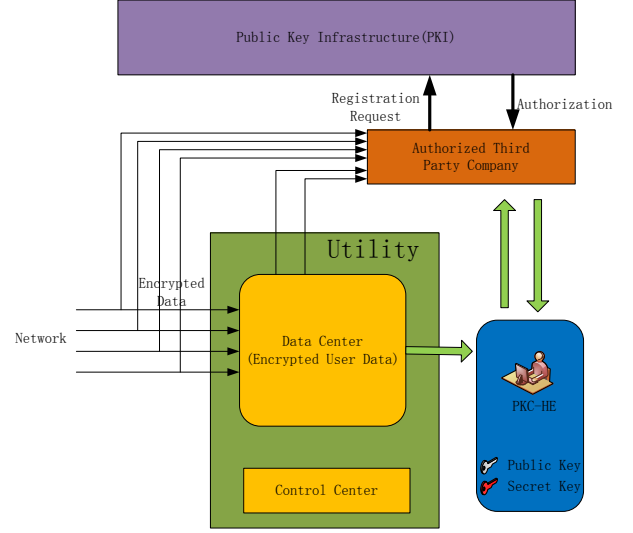 Public Key Infrastructure(PKI)
Registration
Request
Authorization
Authorized Third
Party Company
Utility
Encrypted
Data
Network
Data Center
(Encrypted User Data)
PKC-HE
Public Key
Secret Key
Control Center